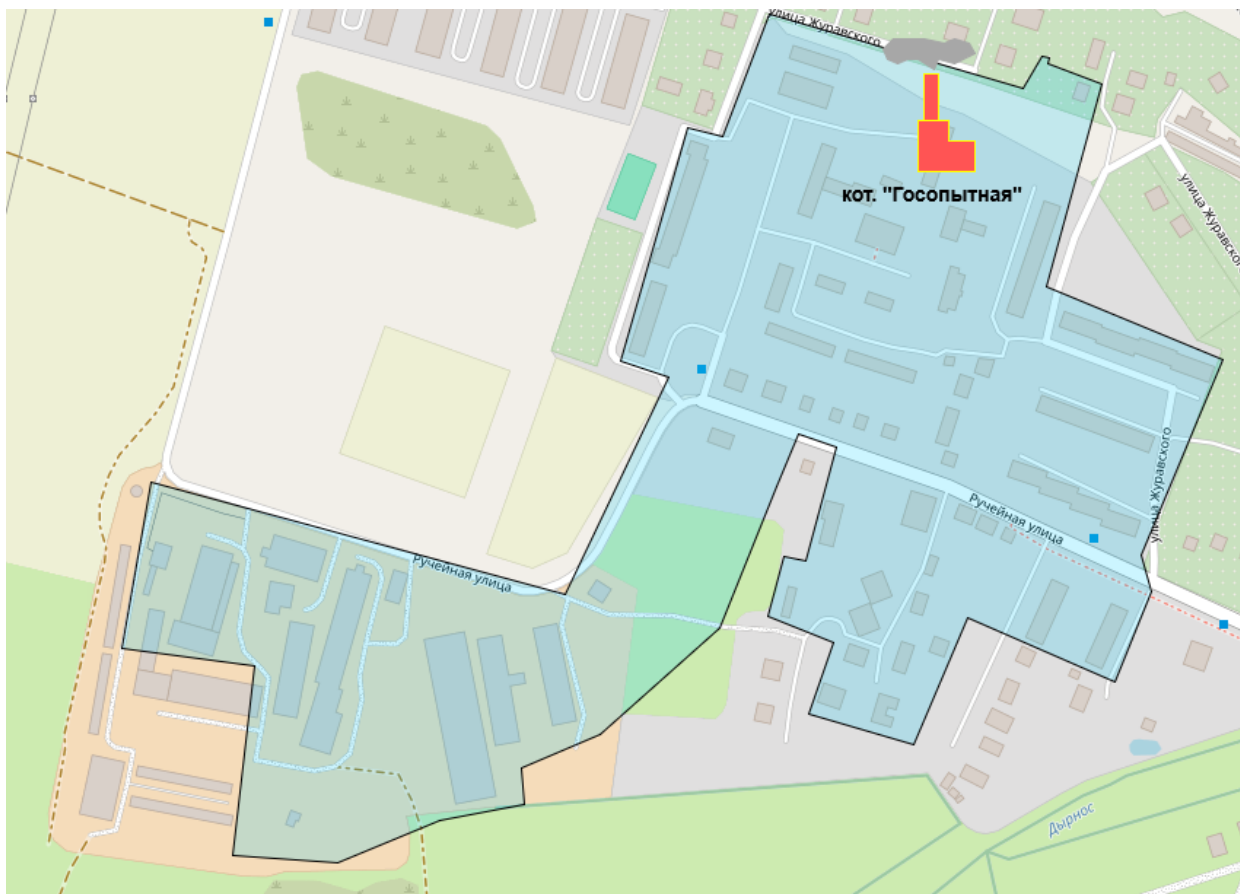 улица Журавского
кот. "Госопытная"
улица Журавского
улица Журавского
Ручейная улица
Ручейная улица
Дырнос